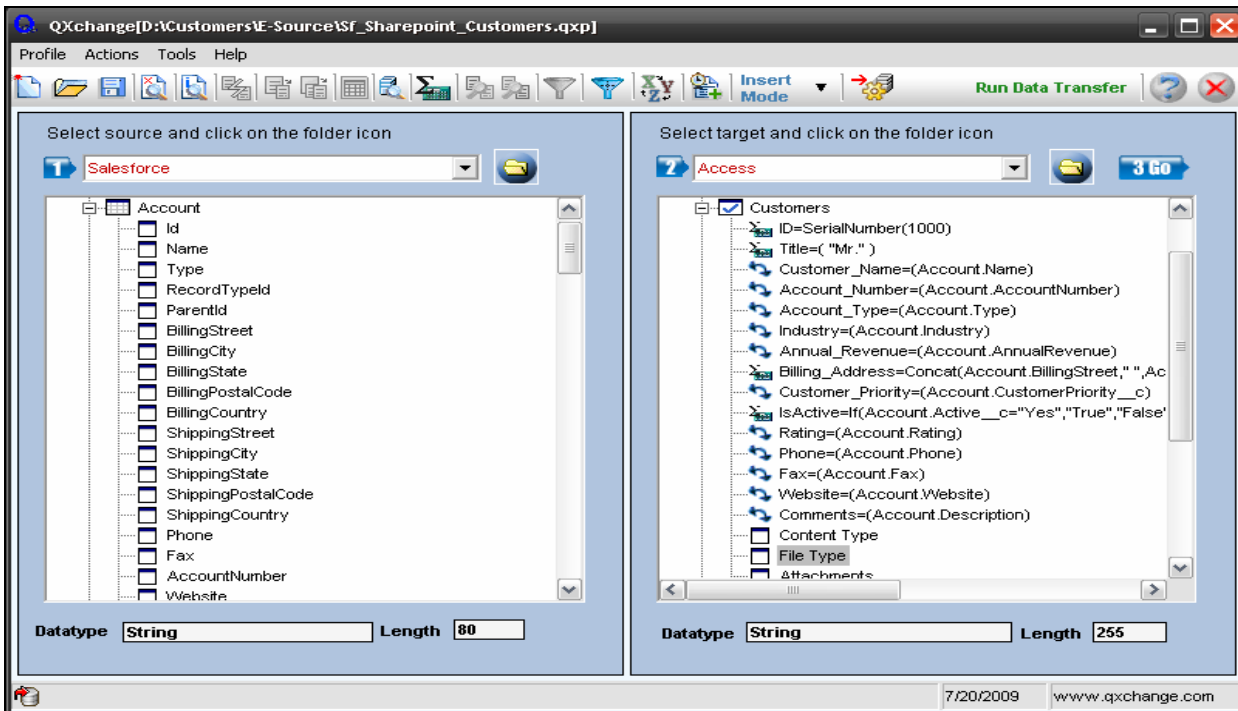 QXchange[D:\Customers\E-Source\Sf_Sharepoint_Customers.qxp]
Profile Actions Tools Help
Insert Mode
Run Data Transfer
Select source and click on the folder icon
1 Salesforce
Account
Id
Name
Type
RecordTypeId
ParentId
BillingStreet
BillingCity
BillingState
BillingPostalCode
BillingCountry
ShippingStreet
ShippingCity
ShippingState
ShippingPostalCode
ShippingCountry
Phone
Fax
AccountNumber
Website
Datatype String Length 80
Select target and click on the folder icon
2 Access 3 Go
Customers
ID=SerialNumber(1000)
Title=( "Mr." )
Customer_Name=(Account.Name)
Account_Number=(Account.AccountNumber)
Account_Type=(Account.Type)
Industry=(Account.Industry)
Annual_Revenue=(Account.AnnualRevenue)
Billing_Address=Concat(Account.BillingStreet," ",Ac
Customer_Priority=(Account.CustomerPriority__c)
IsActive=If(Account.Active__c="Yes","True","False"
Rating=(Account.Rating)
Phone=(Account.Phone)
Fax=(Account.Fax)
Website=(Account.Website)
Comments=(Account.Description)
Content Type
File Type
Attachments
Datatype String Length 255
7/20/2009 wwww.qxchange.com